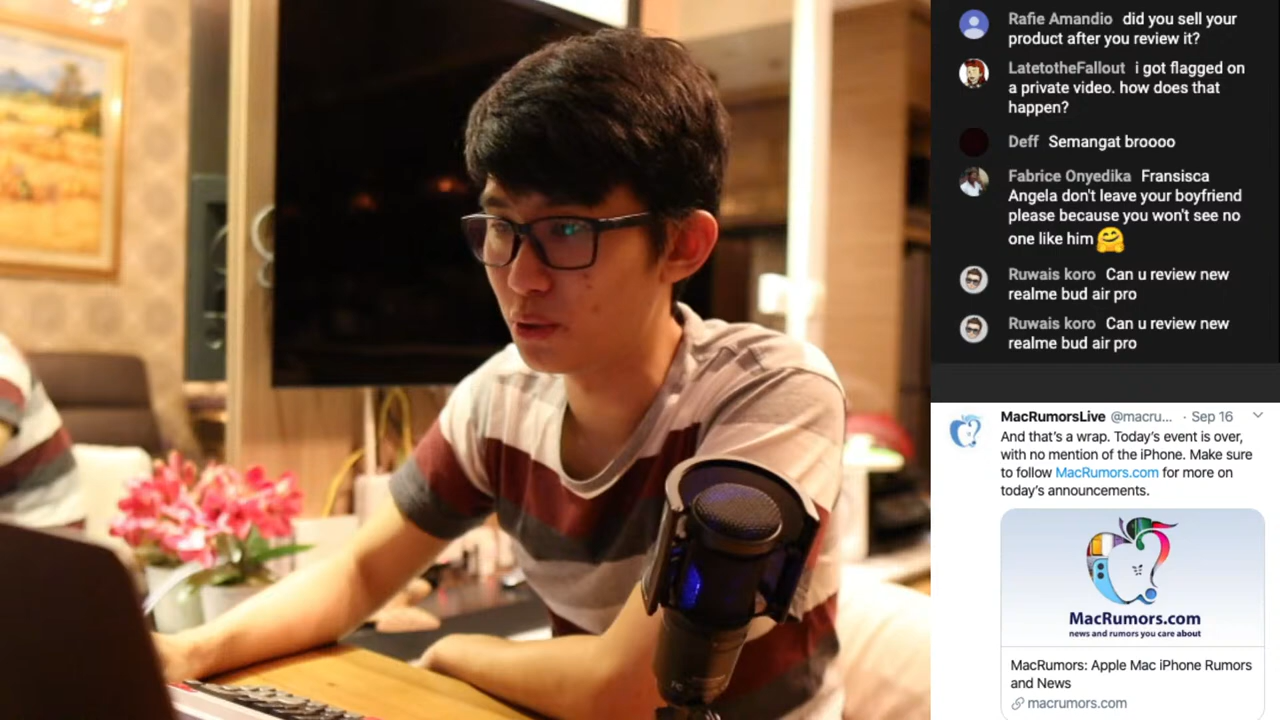 Rafie Amandio did you sell your
product after you review it?
LatetotheFallout i got flagged on
a private video. how does that
happen?
Deff Semangat broooo
Fabrice Onyedika Fransisca
Angela don't leave your boyfriend
please because you won't see no
one like him 🤗
Ruwais koro Can u review new
realme bud air pro
Ruwais koro Can u review new
realme bud air pro
MacRumorsLive @macru... · Sep 16
And that's a wrap. Today's event is over,
with no mention of the iPhone. Make sure
to follow MacRumors.com for more on
today's announcements.
MacRumors.com
news and rumors you care about
MacRumors: Apple Mac iPhone Rumors
and News
macrumors.com